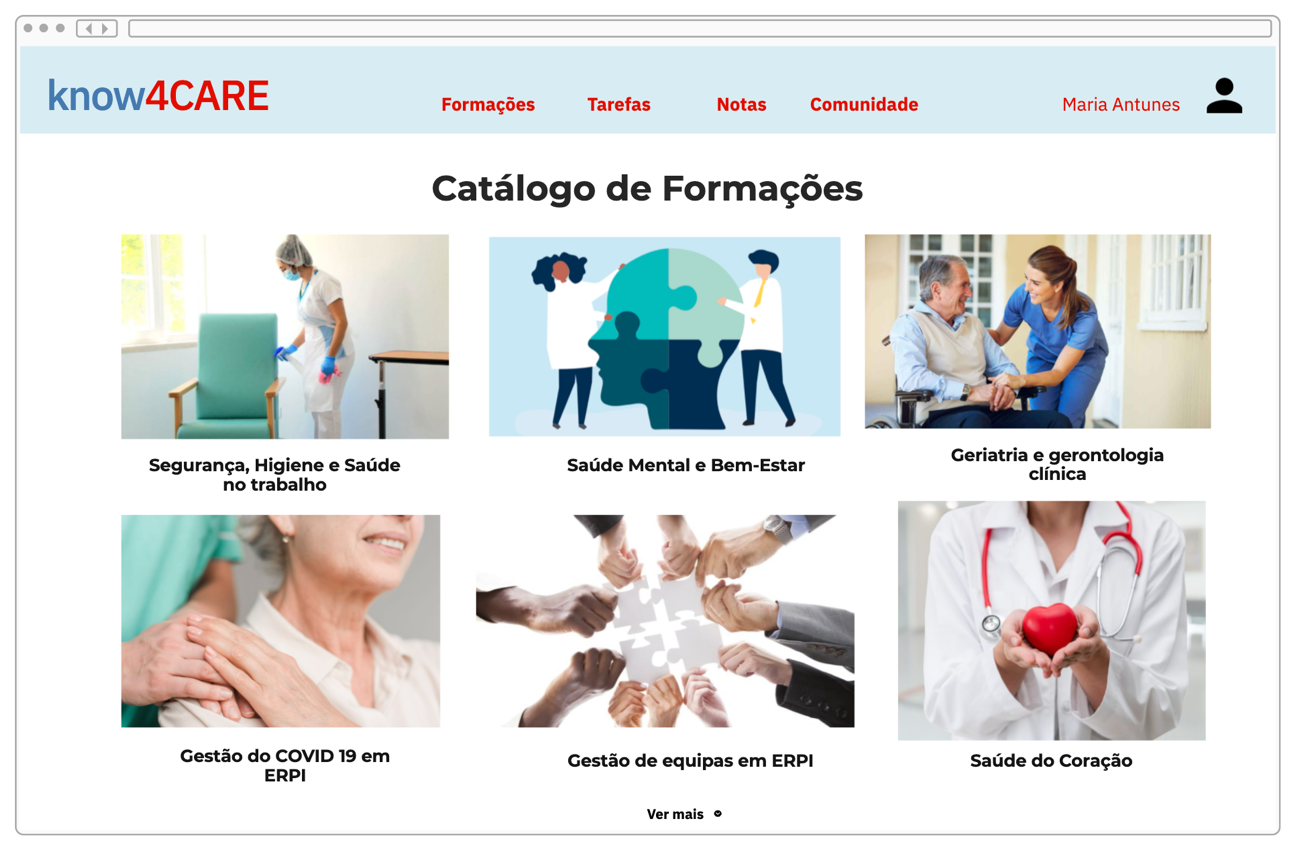 know4CARE
Formações
Tarefas
Notas
Comunidade
Maria Antunes
Catálogo de Formações
Segurança, Higiene e Saúde
no trabalho
Saúde Mental e Bem-Estar
Geriatria e gerontologia
clínica
Gestão do COVID 19 em
ERPI
Gestão de equipas em ERPI
Saúde do Coração
Ver mais